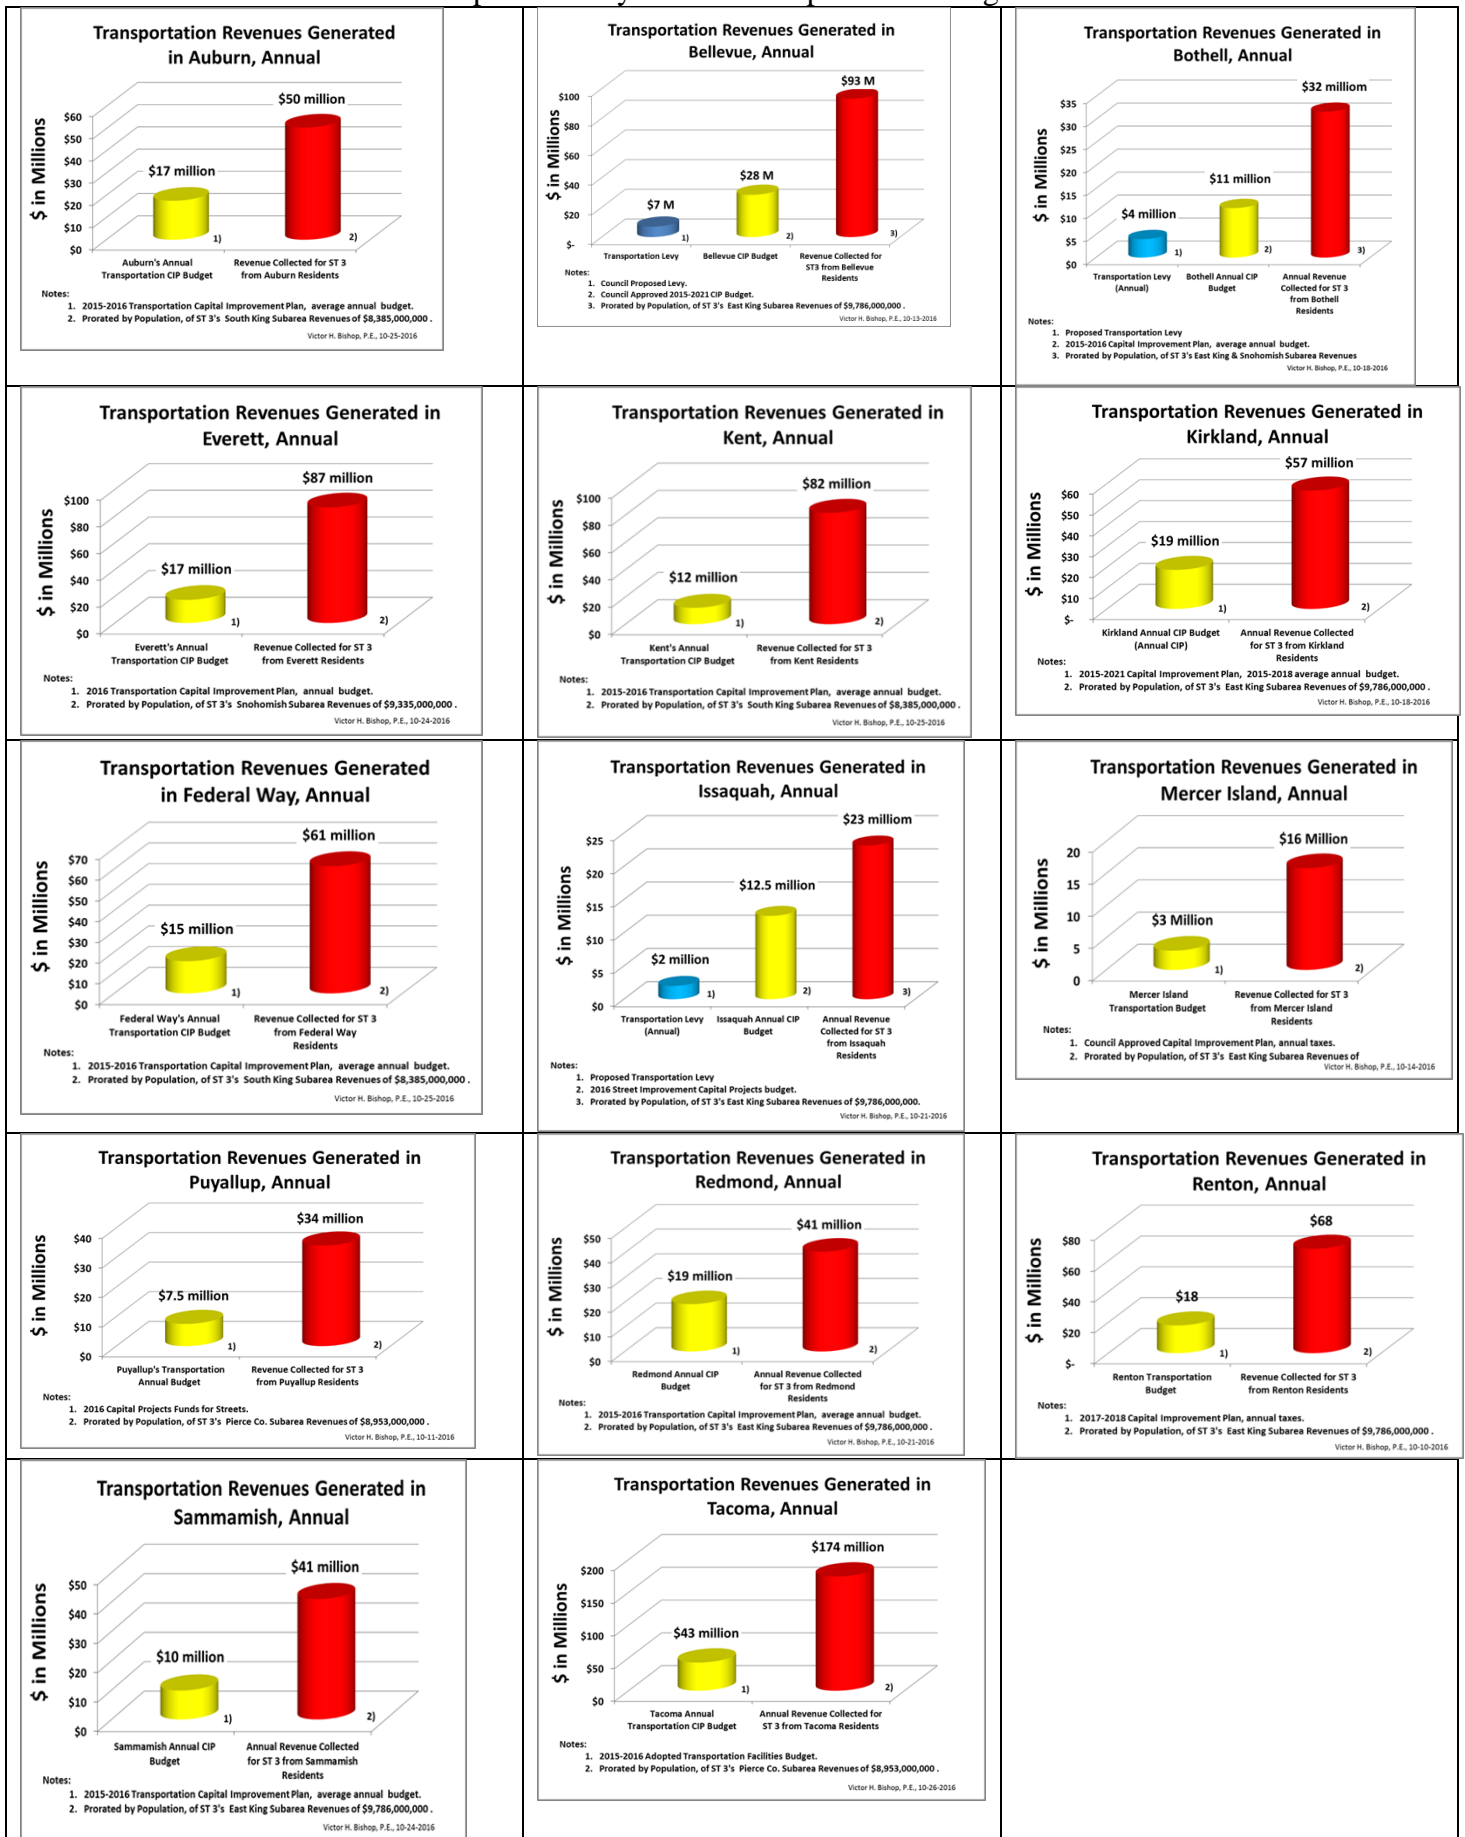 Transportation Revenues Generated
in Auburn, Annual
$ in Millions
$60
$50
$40
$30
$20
$10
$0
$17 million
$50 million
1)
2)
Auburn's Annual
Transportation CIP Budget
Revenue Collected for ST 3
from Auburn Residents
Notes:
1. 2015-2016 Transportation Capital Improvement Plan, average annual budget.
2. Prorated by Population, of ST 3's South King Subarea Revenues of $8,385,000,000 .
Victor H. Bishop, P.E., 10-25-2016
Transportation Revenues Generated in
Bellevue, Annual
$ in Millions
$100
$80
$60
$40
$20
$-
$7 M
$28 M
$93 M
1)
2)
3)
Transportation Levy
Bellevue CIP Budget
Revenue Collected for
ST3 from Bellevue
Residents
Notes:
1. Council Proposed Levy.
2. Council Approved 2015-2021 CIP Budget.
3. Prorated by Population, of ST 3's East King Subarea Revenues of $9,786,000,000 .
Victor H. Bishop, P.E., 10-13-2016
Transportation Revenues Generated in
Bothell, Annual
$ in Millions
$35
$30
$25
$20
$15
$10
$5
$0
$4 million
$11 million
$32 milliom
1)
2)
3)
Transportation Levy
(Annual)
Bothell Annual CIP
Budget
Annual Revenue
Collected for ST 3
from Bothell
Residents
Notes:
1. Proposed Transportation Levy
2. 2015-2016 Capital Improvement Plan, average annual budget.
3. Prorated by Population, of ST 3's East King & Snohomish Subarea Revenues
Victor H. Bishop, P.E., 10-18-2016
Transportation Revenues Generated in
Everett, Annual
$ in Millions
$100
$80
$60
$40
$20
$0
$17 million
$87 million
1)
2)
Everett's Annual
Transportation CIP Budget
Revenue Collected for ST 3
from Everett Residents
Notes:
1. 2016 Transportation Capital Improvement Plan, annual budget.
2. Prorated by Population, of ST 3's Snohomish Subarea Revenues of $9,335,000,000 .
Victor H. Bishop, P.E., 10-24-2016
Transportation Revenues Generated in
Kent, Annual
$ in Millions
$100
$80
$60
$40
$20
$0
$12 million
$82 million
1)
2)
Kent's Annual
Transportation CIP Budget
Revenue Collected for ST 3
from Kent Residents
Notes:
1. 2015-2016 Transportation Capital Improvement Plan, average annual budget.
2. Prorated by Population, of ST 3's South King Subarea Revenues of $8,385,000,000 .
Victor H. Bishop, P.E., 10-25-2016
Transportation Revenues Generated in
Kirkland, Annual
$ in Millions
$60
$50
$40
$30
$20
$10
$-
$19 million
$57 million
1)
2)
Kirkland Annual CIP Budget
(Annual CIP)
Annual Revenue Collected
for ST 3 from Kirkland
Residents
Notes:
1. 2015-2021 Capital Improvement Plan, 2015-2018 average annual budget.
2. Prorated by Population, of ST 3's East King Subarea Revenues of $9,786,000,000 .
Victor H. Bishop, P.E., 10-18-2016
Transportation Revenues Generated
in Federal Way, Annual
$ in Millions
$70
$60
$50
$40
$30
$20
$10
$0
$15 million
$61 million
1)
2)
Federal Way's Annual
Transportation CIP Budget
Revenue Collected for ST 3
from Federal Way
Residents
Notes:
1. 2015-2016 Transportation Capital Improvement Plan, average annual budget.
2. Prorated by Population, of ST 3's South King Subarea Revenues of $8,385,000,000 .
Victor H. Bishop, P.E., 10-25-2016
Transportation Revenues Generated in
Issaquah, Annual
$ in Millions
$25
$20
$15
$10
$5
$0
$2 million
$12.5 million
$23 milliom
1)
2)
3)
Transportation Levy
(Annual)
Issaquah Annual CIP
Budget
Annual Revenue
Collected for ST 3
from Issaquah
Residents
Notes:
1. Proposed Transportation Levy
2. 2016 Street Improvement Capital Projects budget.
3. Prorated by Population, of ST 3's East King Subarea Revenues of $9,786,000,000.
Victor H. Bishop, P.E., 10-21-2016
Transportation Revenues Generated in
Mercer Island, Annual
$ in Millions
20
15
10
5
0
$3 Million
$16 Million
1)
2)
Mercer Island
Transportation Budget
Revenue Collected for ST 3
from Mercer Island
Residents
Notes:
1. Council Approved Capital Improvement Plan, annual taxes.
2. Prorated by Population, of ST 3's East King Subarea Revenues of
Victor H. Bishop, P.E., 10-14-2016
Transportation Revenues Generated in
Puyallup, Annual
$ in Millions
$40
$30
$20
$10
$0
$7.5 million
$34 million
1)
2)
Puyallup's Transportation
Annual Budget
Revenue Collected for ST 3
from Puyallup Residents
Notes:
1. 2016 Capital Projects Funds for Streets.
2. Prorated by Population, of ST 3's Pierce Co. Subarea Revenues of $8,953,000,000 .
Victor H. Bishop, P.E., 10-11-2016
Transportation Revenues Generated in
Redmond, Annual
$ in Millions
$50
$40
$30
$20
$10
$0
$19 million
$41 million
1)
2)
Redmond Annual CIP
Budget
Annual Revenue Collected
for ST 3 from Redmond
Residents
Notes:
1. 2015-2016 Transportation Capital Improvement Plan, average annual budget.
2. Prorated by Population, of ST 3's East King Subarea Revenues of $9,786,000,000 .
Victor H. Bishop, P.E., 10-21-2016
Transportation Revenues Generated in
Renton, Annual
$ in Millions
$80
$60
$40
$20
$-
$18
$68
1)
2)
Renton Transportation
Budget
Revenue Collected for ST 3
from Renton Residents
Notes:
1. 2017-2018 Capital Improvement Plan, annual taxes.
2. Prorated by Population, of ST 3's East King Subarea Revenues of $9,786,000,000 .
Victor H. Bishop, P.E., 10-10-2016
Transportation Revenues Generated in
Sammamish, Annual
$ in Millions
$50
$40
$30
$20
$10
$0
$10 million
$41 million
1)
2)
Sammamish Annual CIP
Budget
Annual Revenue Collected
for ST 3 from Sammamish
Residents
Notes:
1. 2015-2016 Transportation Capital Improvement Plan, average annual budget.
2. Prorated by Population, of ST 3's East King Subarea Revenues of $9,786,000,000 .
Victor H. Bishop, P.E., 10-24-2016
Transportation Revenues Generated in
Tacoma, Annual
$ in Millions
$200
$150
$100
$50
$0
$43 million
$174 million
1)
2)
Tacoma Annual
Transportation CIP Budget
Annual Revenue Collected for
ST 3 from Tacoma Residents
Notes:
1. 2015-2016 Adopted Transportation Facilities Budget.
2. Prorated by Population, of ST 3's Pierce Co. Subarea Revenues of $8,953,000,000 .
Victor H. Bishop, P.E., 10-26-2016